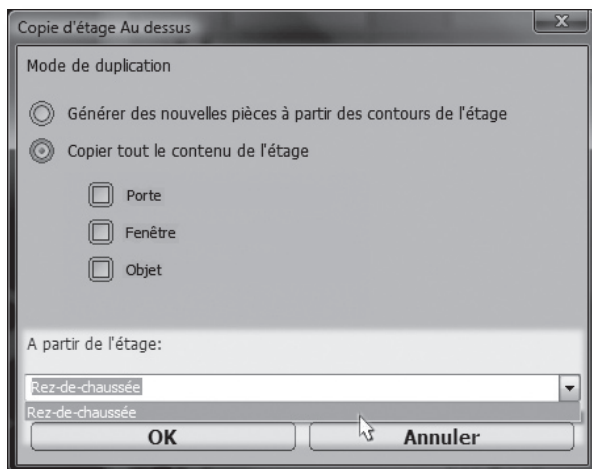 Copie d'étage Au dessus
Mode de duplication
Générer des nouvelles pièces à partir des contours de l'étage
Copier tout le contenu de l'étage
Porte
Fenêtre
Objet
A partir de l'étage:
Rez-de-chaussée
Rez-de-chaussée
OK Annuler